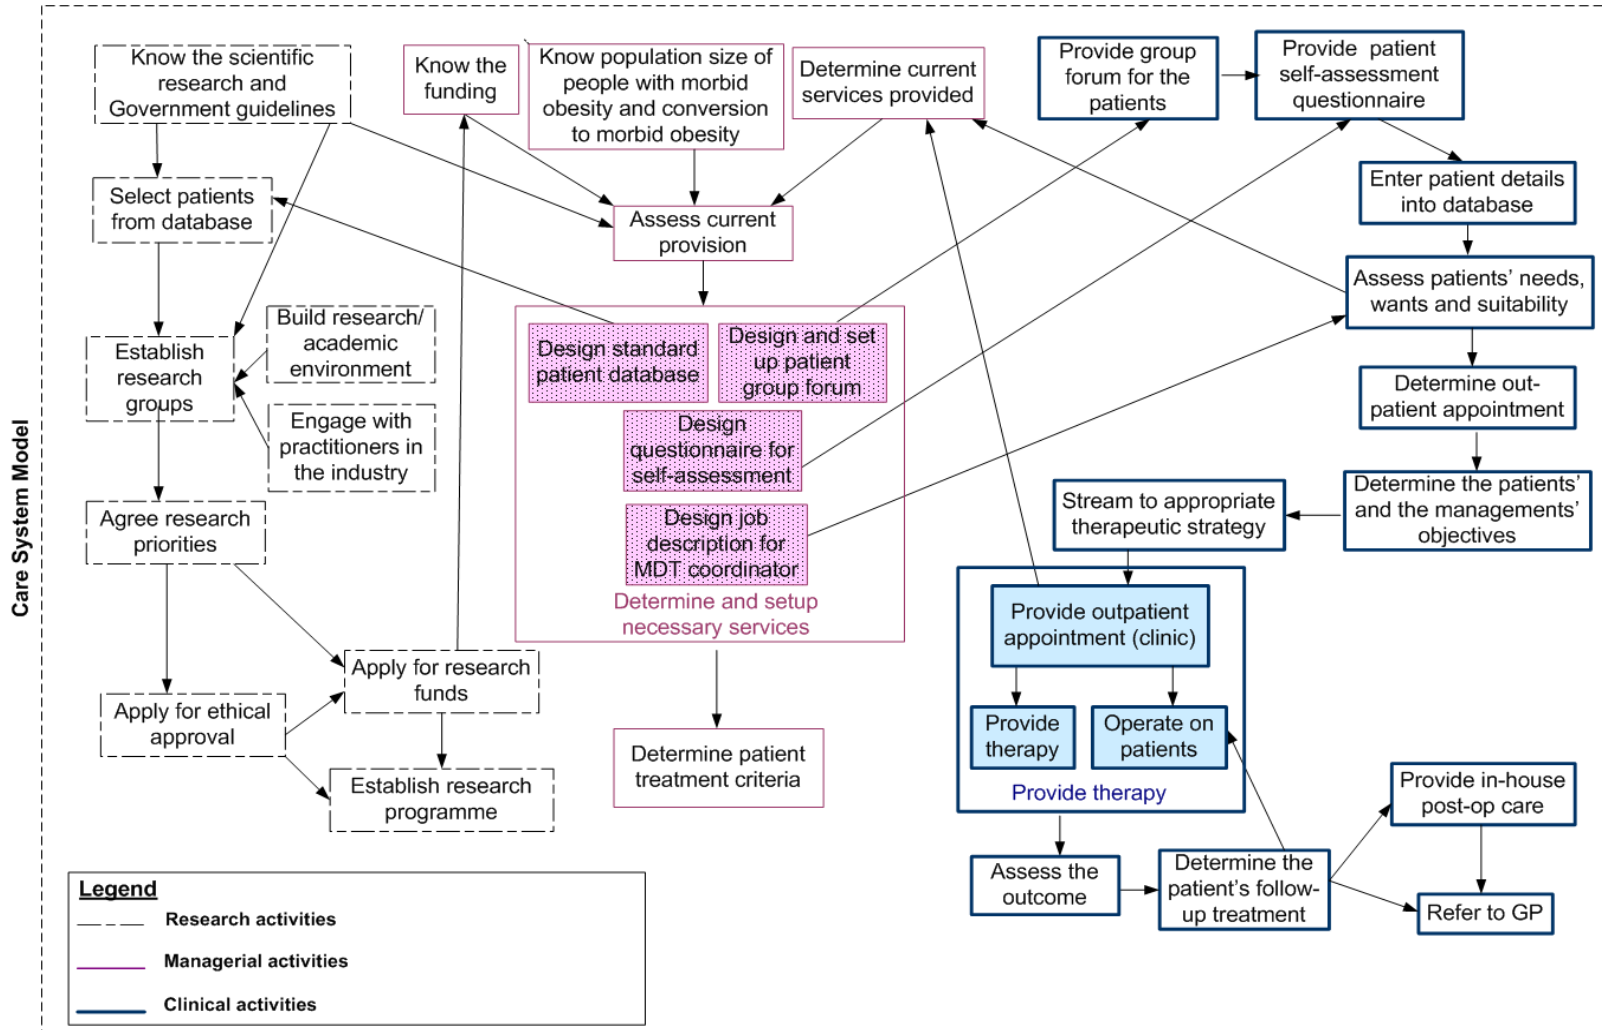 Care System Model
Know the scientific
research and
Government guidelines
Know the
funding
Know population size of
people with morbid
obesity and conversion
to morbid obesity
Determine current
services provided
Provide group
forum for the
patients
Provide patient
self-assessment
questionnaire
Select patients
from database
Assess current
provision
Enter patient details
into database
Assess patients’ needs,
wants and suitability
Build research/
academic
environment
Establish
research
groups
Engage with
practitioners in
the industry
Design standard
patient database
Design and set
up patient
group forum
Design
questionnaire for
self-assessment
Design job
description for
MDT coordinator
Determine and setup
necessary services
Determine out-
patient appointment
Determine the patients’
and the managements’
objectives
Stream to appropriate
therapeutic strategy
Agree research
priorities
Provide outpatient
appointment (clinic)
Provide
therapy
Operate on
patients
Provide therapy
Apply for research
funds
Apply for ethical
approval
Establish research
programme
Determine patient
treatment criteria
Assess the
outcome
Determine the
patient’s follow-
up treatment
Provide in-house
post-op care
Refer to GP
Legend
Research activities
Managerial activities
Clinical activities